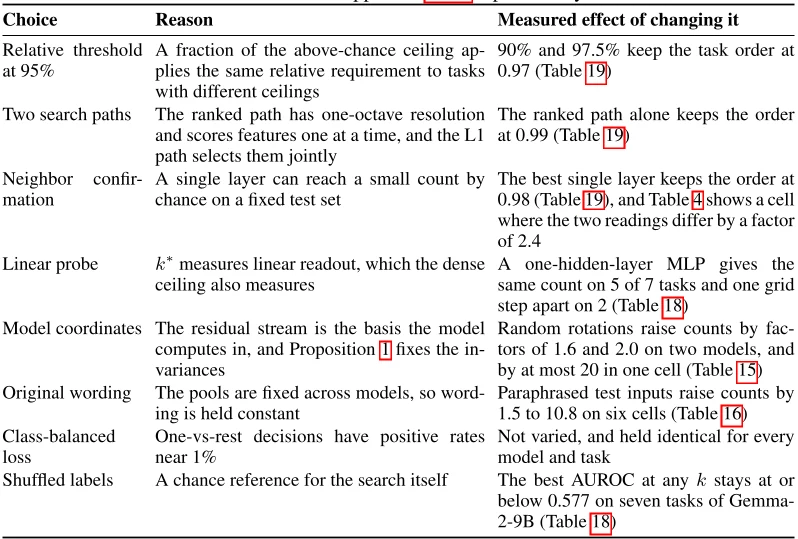 Choice Reason Measured effect of changing it
Relative threshold A fraction of the above-chance ceiling ap- 90% and 97.5% keep the task order at
at 95% plies the same relative requirement to tasks 0.97 (Table 19)
with different ceilings
Two search paths The ranked path has one-octave resolution The ranked path alone keeps the order
and scores features one at a time, and the L1 at 0.99 (Table 19)
path selects them jointly
Neighbor confir- A single layer can reach a small count by The best single layer keeps the order at
mation chance on a fixed test set 0.98 (Table 19), and Table 4 shows a cell
where the two readings differ by a factor
of 2.4
Linear probe k* measures linear readout, which the dense A one-hidden-layer MLP gives the
ceiling also measures same count on 5 of 7 tasks and one grid
step apart on 2 (Table 18)
Model coordinates The residual stream is the basis the model Random rotations raise counts by fac-
computes in, and Proposition 1 fixes the in- tors of 1.6 and 2.0 on two models, and
variances by at most 20 in one cell (Table 15)
Original wording The pools are fixed across models, so word- Paraphrased test inputs raise counts by
ing is held constant 1.5 to 10.8 on six cells (Table 16)
Class-balanced One-vs-rest decisions have positive rates Not varied, and held identical for every
loss near 1% model and task
Shuffled labels A chance reference for the search itself The best AUROC at any k stays at or
below 0.577 on seven tasks of Gemma-
2-9B (Table 18)